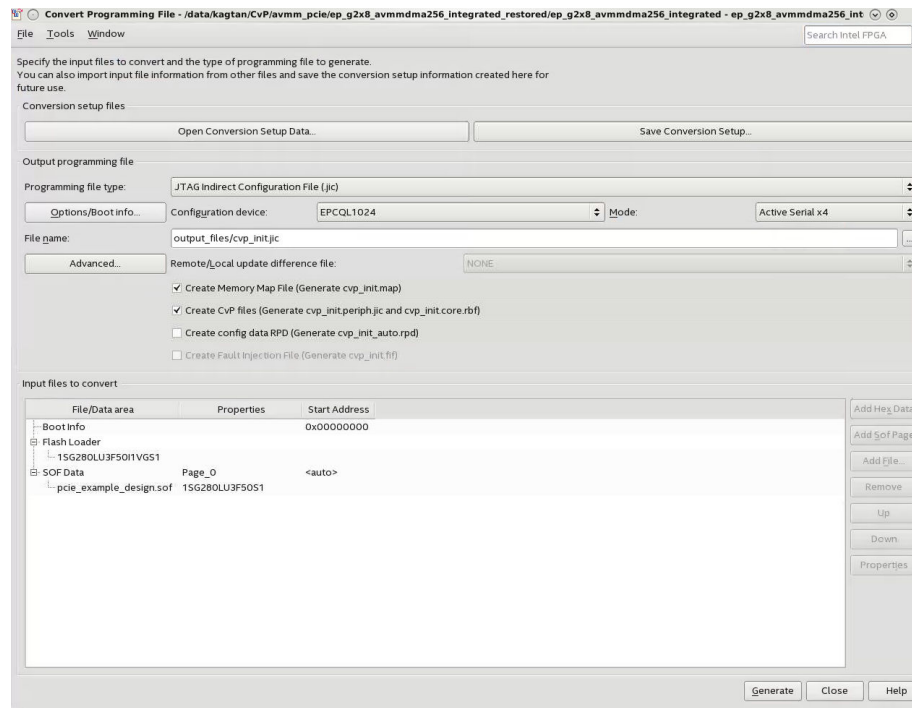 Convert Programming File - /data/kagtan/CvP/avmm_pcie/ep_g2x8_avmmdma256_integrated_restored/ep_g2x8_avmmdma256_integrated - ep_g2x8_avmmdma256_int
File Tools Window
Search Intel FPGA
Specify the input files to convert and the type of programming file to generate.
You can also import input file information from other files and save the conversion setup information created here for
future use.
Conversion setup files
Open Conversion Setup Data... Save Conversion Setup...
Output programming file
Programming file type: JTAG Indirect Configuration File (.jic)
Options/Boot info... Configuration device: EPCQL1024 Mode: Active Serial x4
File name: output_files/cvp_init.jic ...
Advanced... Remote/Local update difference file: NONE
Create Memory Map File (Generate cvp_init.map)
Create CvP files (Generate cvp_init.periph.jic and cvp_init.core.rbf)
Create config data RPD (Generate cvp_init_auto.rpd)
Create Fault Injection File (Generate cvp_init.fif)
Input files to convert
File/Data area Properties Start Address
Boot Info 0x00000000
Flash Loader
1SG280LU3F50I1VGS1
SOF Data Page_0 <auto>
pcie_example_design.sof 1SG280LU3F50S1
Add Hex Data
Add Sof Page
Add File...
Remove
Up
Down
Properties
Generate Close Help